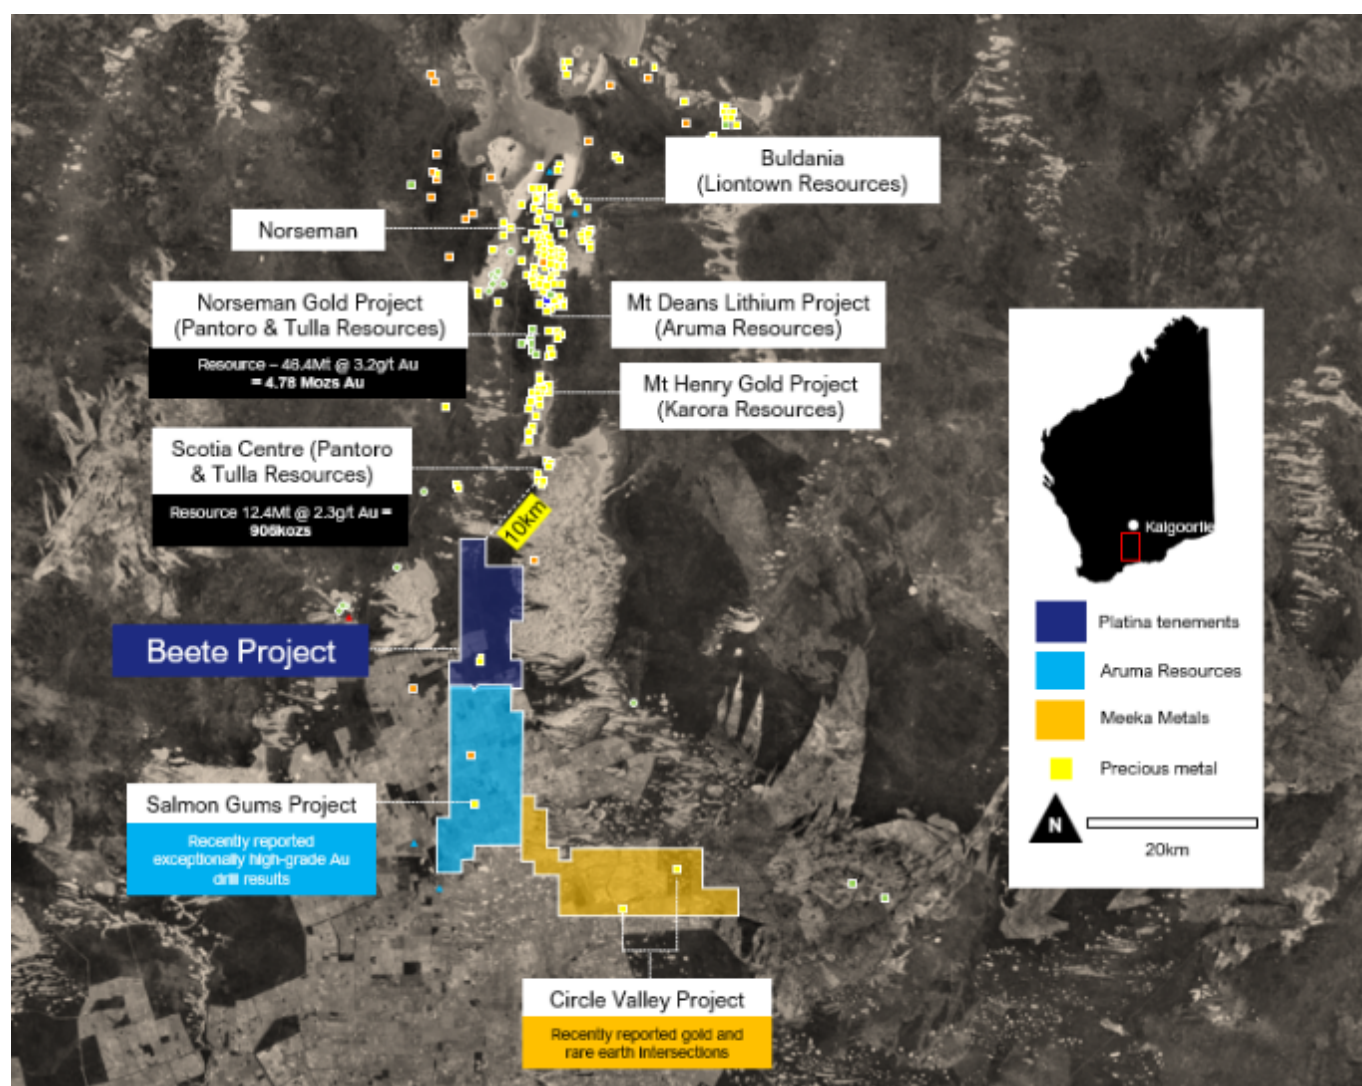 Buldania
(Liontown Resources)
Norseman
Norseman Gold Project
(Pantoro & Tulla Resources)
Resource – 48.4Mt @ 3.2g/t Au
= 4.78 Mozs Au
Mt Deans Lithium Project
(Aruma Resources)
Mt Henry Gold Project
(Karora Resources)
Scotia Centre (Pantoro
& Tulla Resources)
Resource 12.4Mt @ 2.3g/t Au =
905kozs
10km
Beete Project
Salmon Gums Project
Recently reported
exceptionally high-grade Au
drill results
Circle Valley Project
Recently reported gold and
rare earth intersections
Kalgoorlie
Platina tenements
Aruma Resources
Meeka Metals
Precious metal
N
20km